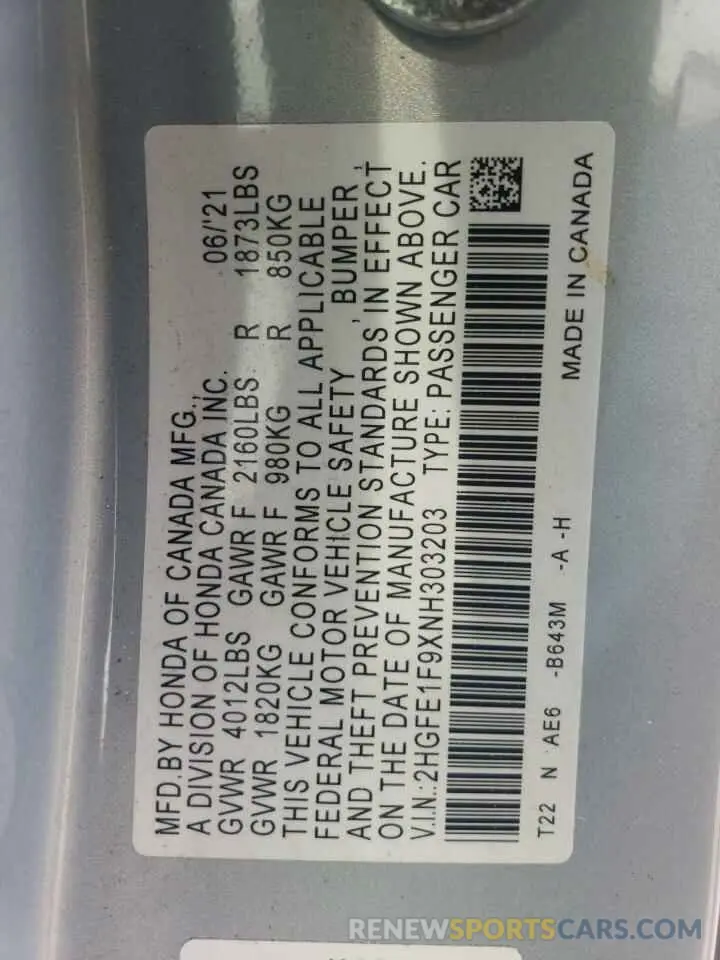 MFD.BY HONDA OF CANADA MFG.,
A DIVISION OF HONDA CANADA INC. 06/'21
GVWR 4012LBS GAWR F 2160LBS R 1873LBS
GVWR 1820KG GAWR F 980KG R 850KG
THIS VEHICLE CONFORMS TO ALL APPLICABLE
FEDERAL MOTOR VEHICLE SAFETY , BUMPER ,
AND THEFT PREVENTION STANDARDS IN EFFECT
ON THE DATE OF MANUFACTURE SHOWN ABOVE.
V.I.N.:2HGFE1F9XNH303203 TYPE: PASSENGER CAR
T22 N AE6 -B643M -A -H MADE IN CANADA
RENEWSPORTSCARS.COM